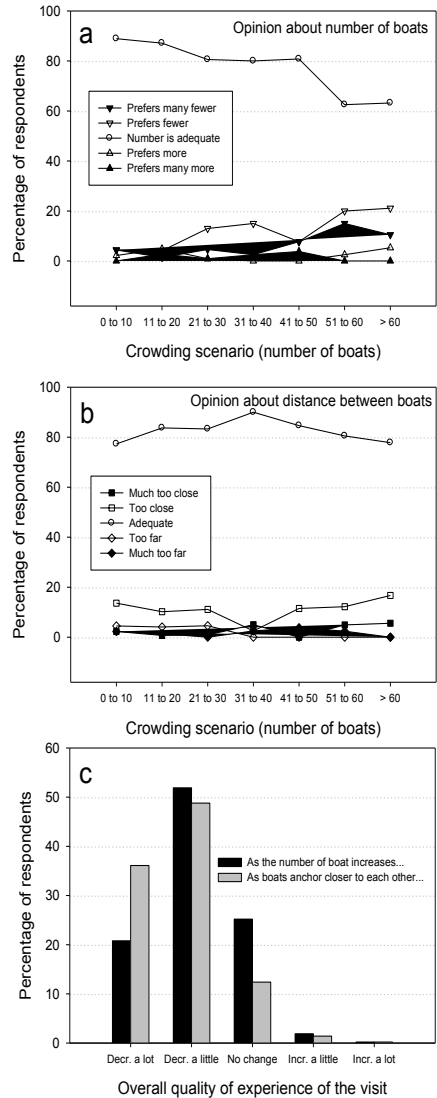 a
Opinion about number of boats
Percentage of respondents
100
80
60
40
20
0
Prefers many fewer
Prefers fewer
Number is adequate
Prefers more
Prefers many more
0 to 10 11 to 20 21 to 30 31 to 40 41 to 50 51 to 60 > 60
Crowding scenario (number of boats)
b
Opinion about distance between boats
Percentage of respondents
100
80
60
40
20
0
Much too close
Too close
Adequate
Too far
Much too far
0 to 10 11 to 20 21 to 30 31 to 40 41 to 50 51 to 60 > 60
Crowding scenario (number of boats)
c
Percentage of respondents
60
50
40
30
20
10
0
As the number of boat increases...
As boats anchor closer to each other...
Decr. a lot Decr. a little No change Incr. a little Incr. a lot
Overall quality of experience of the visit